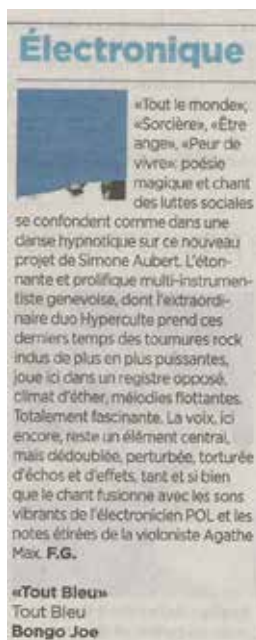 Électronique
«Tout le monde»,
«Sorcière», «Être
ange», «Peur de
vivre»: poésie
magique et chant
des luttes sociales
se confondent comme dans une
danse hypnotique sur ce nouveau
projet de Simone Aubert. L'éton-
nante et prolifique multi-instrumen-
tiste genevoise, dont l'extraordi-
naire duo Hyperculte prend ces
derniers temps des tournures rock
indus de plus en plus puissantes,
joue ici dans un registre opposé,
climat d'éther, mélodies flottantes.
Totalement fascinante. La voix, ici
encore, reste un élément central,
mais dédoublée, perturbée, torturée
d'échos et d'effets, tant et si bien
que le chant fusionne avec les sons
vibrants de l'électronicien POL et les
notes étirées de la violoniste Agathe
Max. F.G.
«Tout Bleu»
Tout Bleu
Bongo Joe